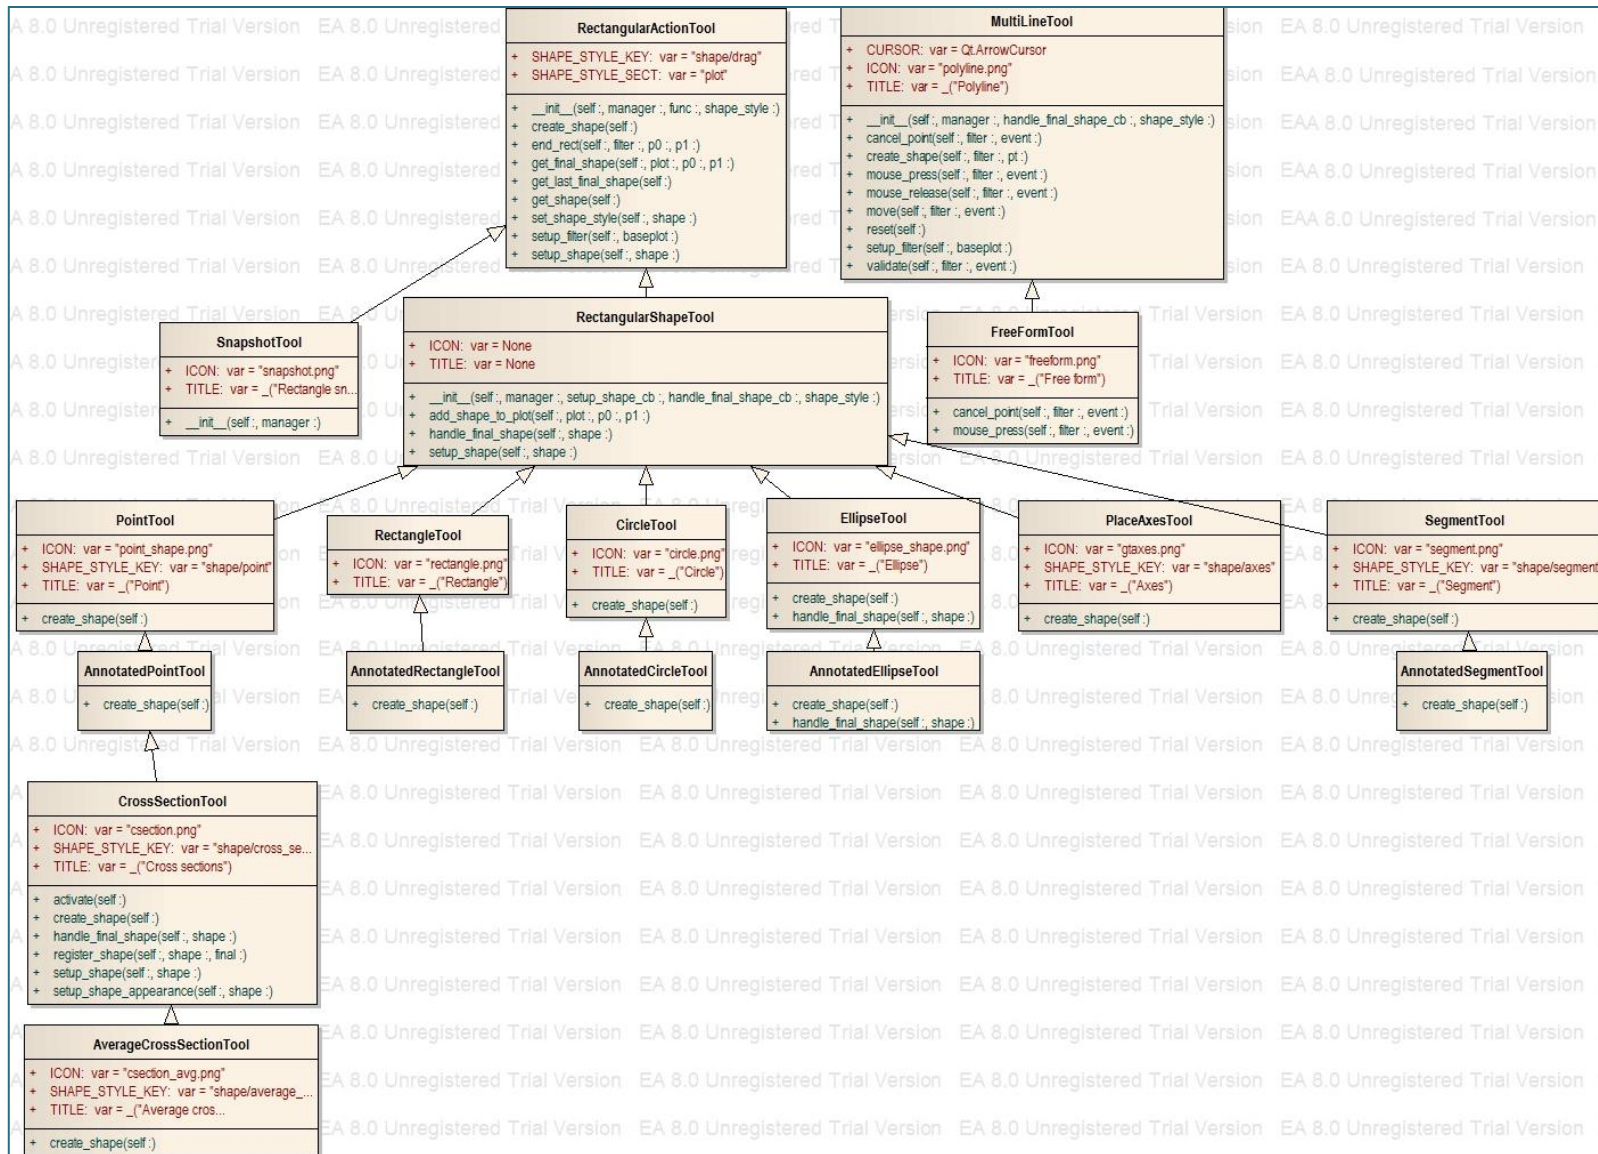 RectangularActionTool
+ SHAPE_STYLE_KEY: var = "shape/drag"
+ SHAPE_STYLE_SECT: var = "plot"
+ __init__(self :, manager :, func :, shape_style :)
+ create_shape(self :)
+ end_rect(self :, filter :, p0 :, p1 :)
+ get_final_shape(self :, plot :, p0 :, p1 :)
+ get_last_final_shape(self :)
+ get_shape(self :)
+ set_shape_style(self :, shape :)
+ setup_filter(self :, baseplot :)
+ setup_shape(self :, shape :)
MultiLineTool
+ CURSOR: var = Qt.ArrowCursor
+ ICON: var = "polyline.png"
+ TITLE: var = _("Polyline")
+ __init__(self :, manager :, handle_final_shape_cb :, shape_style :)
+ cancel_point(self :, filter :, event :)
+ create_shape(self :, filter :, pt :)
+ mouse_press(self :, filter :, event :)
+ mouse_release(self :, filter :, event :)
+ move(self :, filter :, event :)
+ reset(self :)
+ setup_filter(self :, baseplot :)
+ validate(self :, filter :, event :)
SnapshotTool
+ ICON: var = "snapshot.png"
+ TITLE: var = _("Rectangle sn...
+ __init__(self :, manager :)
RectangularShapeTool
+ ICON: var = None
+ TITLE: var = None
+ __init__(self :, manager :, setup_shape_cb :, handle_final_shape_cb :, shape_style :)
+ add_shape_to_plot(self :, plot :, p0 :, p1 :)
+ handle_final_shape(self :, shape :)
+ setup_shape(self :, shape :)
FreeFormTool
+ ICON: var = "freeform.png"
+ TITLE: var = _("Free form")
+ cancel_point(self :, filter :, event :)
+ mouse_press(self :, filter :, event :)
PointTool
+ ICON: var = "point_shape.png"
+ SHAPE_STYLE_KEY: var = "shape/point"
+ TITLE: var = _("Point")
+ create_shape(self :)
RectangleTool
+ ICON: var = "rectangle.png"
+ TITLE: var = _("Rectangle")
CircleTool
+ ICON: var = "circle.png"
+ TITLE: var = _("Circle")
+ create_shape(self :)
EllipseTool
+ ICON: var = "ellipse_shape.png"
+ TITLE: var = _("Ellipse")
+ create_shape(self :)
+ handle_final_shape(self :, shape :)
PlaceAxesTool
+ ICON: var = "gtaxes.png"
+ SHAPE_STYLE_KEY: var = "shape/axes"
+ TITLE: var = _("Axes")
+ create_shape(self :)
SegmentTool
+ ICON: var = "segment.png"
+ SHAPE_STYLE_KEY: var = "shape/segment
+ TITLE: var = _("Segment")
+ create_shape(self :)
AnnotatedPointTool
+ create_shape(self :)
AnnotatedRectangleTool
+ create_shape(self :)
AnnotatedCircleTool
+ create_shape(self :)
AnnotatedEllipseTool
+ create_shape(self :)
+ handle_final_shape(self :, shape :)
AnnotatedSegmentTool
+ create_shape(self :)
CrossSectionTool
+ ICON: var = "csection.png"
+ SHAPE_STYLE_KEY: var = "shape/cross_se...
+ TITLE: var = _("Cross sections")
+ activate(self :)
+ create_shape(self :)
+ handle_final_shape(self :, shape :)
+ register_shape(self :, shape :, final :)
+ setup_shape(self :, shape :)
+ setup_shape_appearance(self :, shape :)
AverageCrossSectionTool
+ ICON: var = "csection_avg.png"
+ SHAPE_STYLE_KEY: var = "shape/average_...
+ TITLE: var = _("Average cros...
+ create_shape(self :)